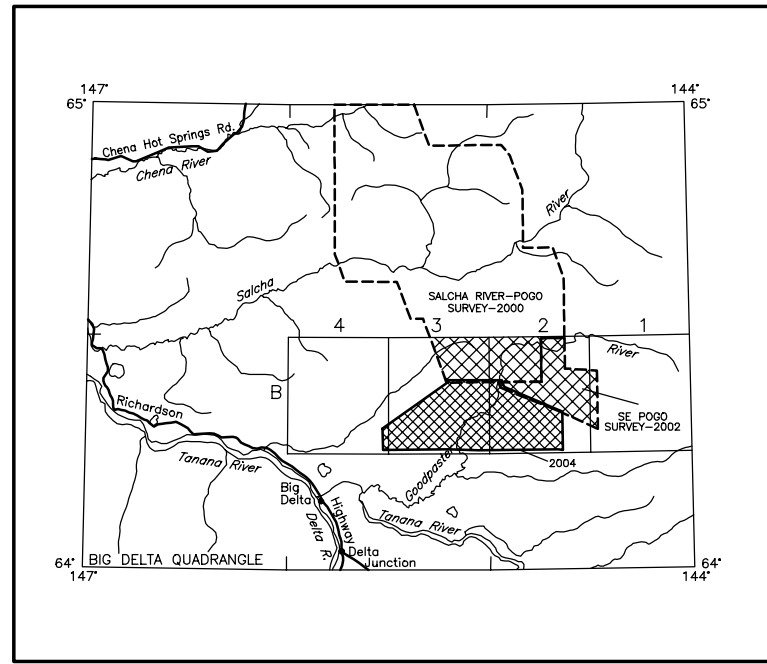 147°
144°
65°
65°
Chena Hot Springs Rd.
Chena River
River
Salcha
SALCHA RIVER-POGO
SURVEY-2000
4
3
2
1
River
B
Richardson
SE POGO
SURVEY-2002
Tanana River
Goodpaster
2004
Big
Delta
Highway
Delta R.
Tanana River
Delta
Junction
BIG DELTA QUADRANGLE
64°
64°
147°
144°